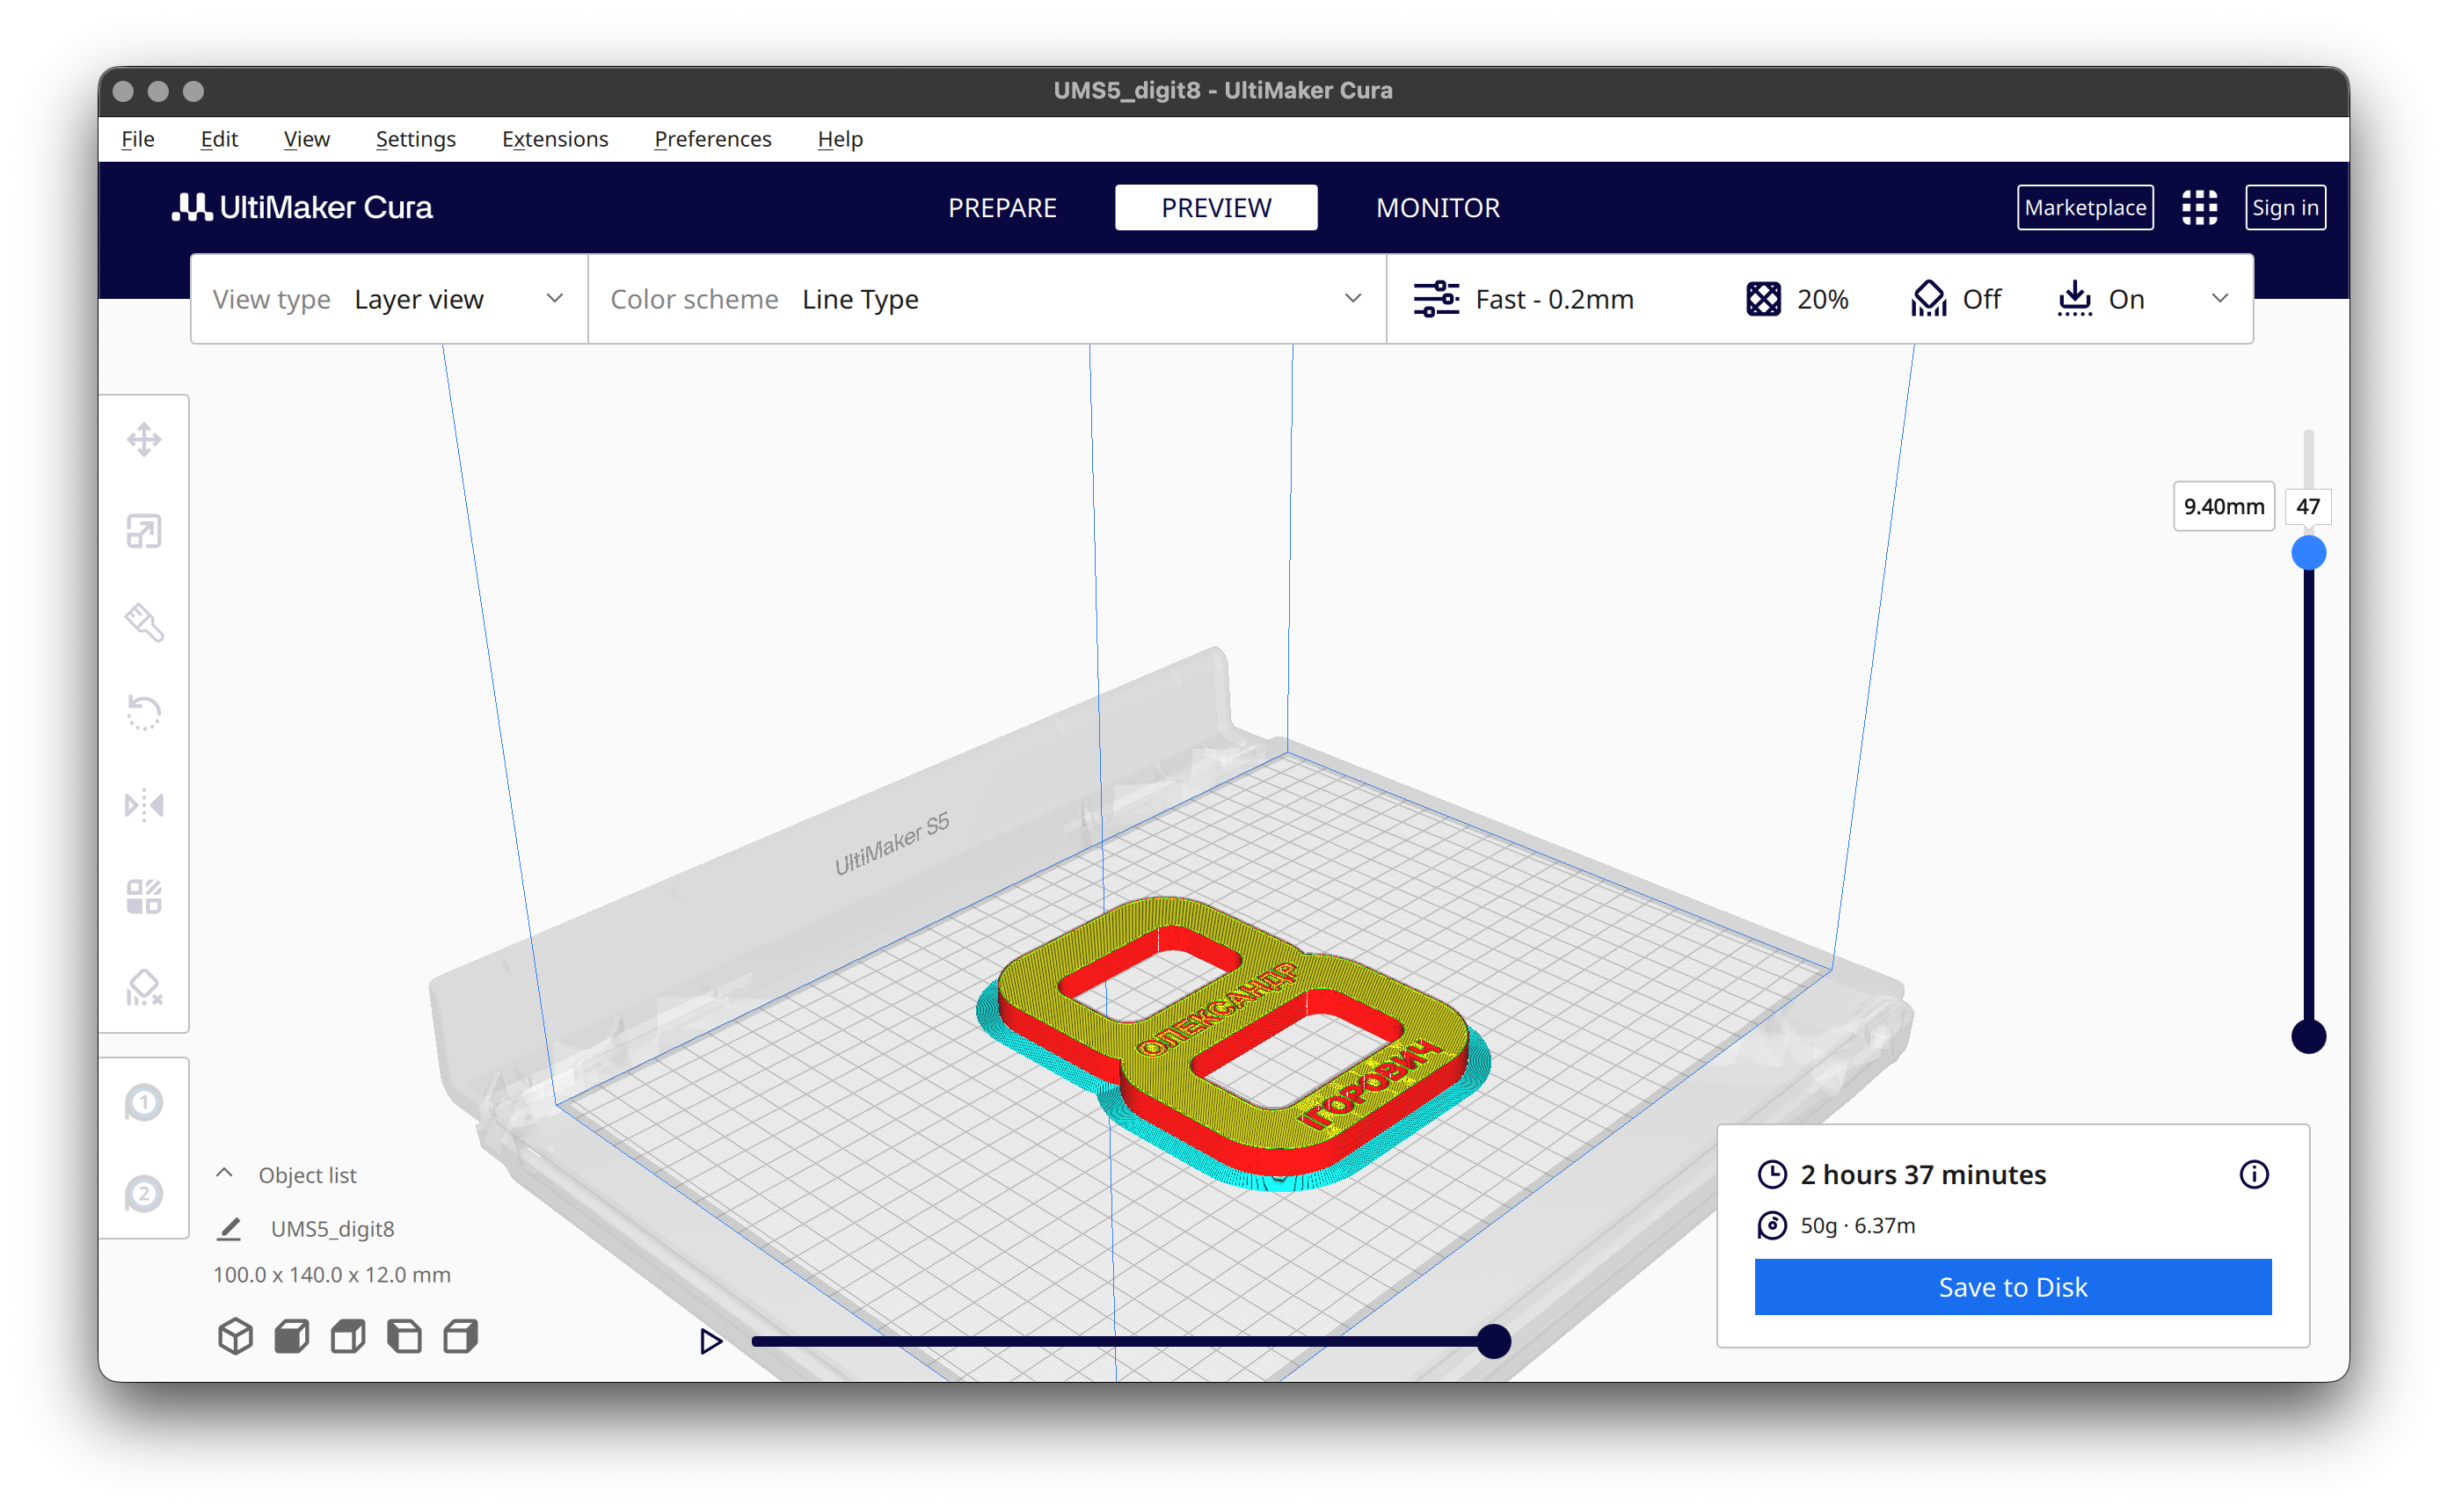 UMS5_digit8 - UltiMaker Cura
File Edit View Settings Extensions Preferences Help
UltiMaker Cura PREPARE PREVIEW MONITOR Marketplace Sign in
View type Layer view Color scheme Line Type Fast - 0.2mm 20% Off On
9.40mm 47
UltiMaker S5
ОЛЕКСАНДР
ІГОРОВИЧ
1
2
Object list
UMS5_digit8
100.0 x 140.0 x 12.0 mm
2 hours 37 minutes
50g · 6.37m
Save to Disk